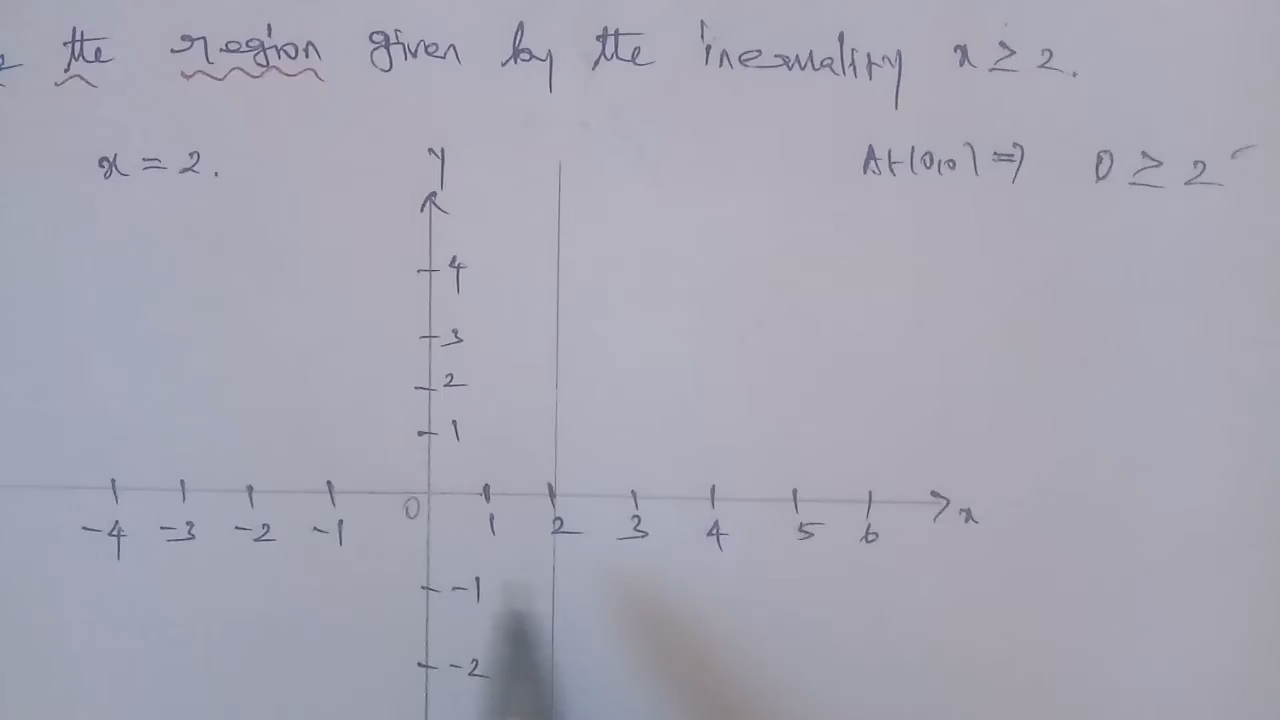 the region given by the inequality x ≥ 2.
x = 2.
At (0,0) ⇒ 0 ≥ 2
y
4
3
2
1
-4 -3 -2 -1 0 1 2 3 4 5 6 x
-1
-2